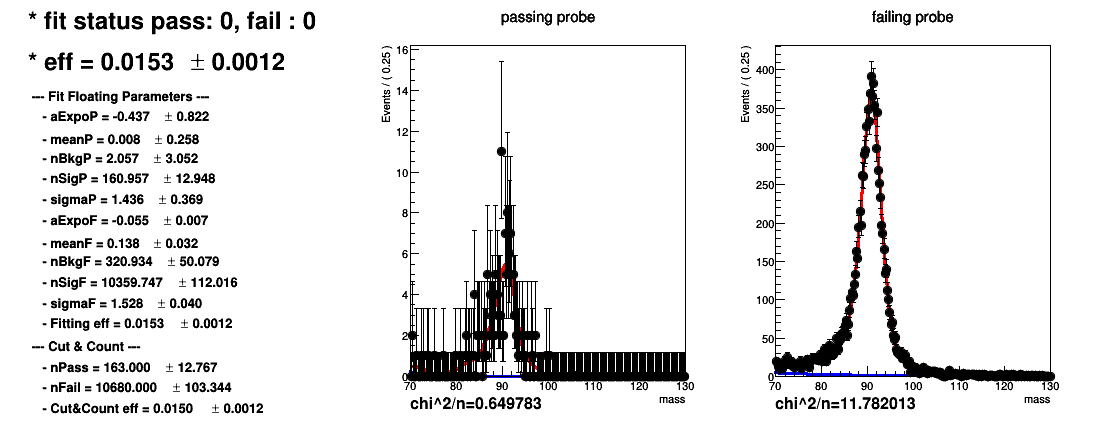 * fit status pass: 0, fail : 0
* eff = 0.0153 ± 0.0012
--- Fit Floating Parameters ---
- aExpoP = -0.437 ± 0.822
- meanP = 0.008 ± 0.258
- nBkgP = 2.057 ± 3.052
- nSigP = 160.957 ± 12.948
- sigmaP = 1.436 ± 0.369
- aExpoF = -0.055 ± 0.007
- meanF = 0.138 ± 0.032
- nBkgF = 320.934 ± 50.079
- nSigF = 10359.747 ± 112.016
- sigmaF = 1.528 ± 0.040
- Fitting eff = 0.0153 ± 0.0012
--- Cut & Count ---
- nPass = 163.000 ± 12.767
- nFail = 10680.000 ± 103.344
- Cut&Count eff = 0.0150 ± 0.0012
passing probe
Events / ( 0.25 )
16
14
12
10
8
6
4
2
0
70 80 90 100 110 120 130
mass
chi^2/n=0.649783
failing probe
Events / ( 0.25 )
400
350
300
250
200
150
100
50
0
70 80 90 100 110 120 130
mass
chi^2/n=11.782013